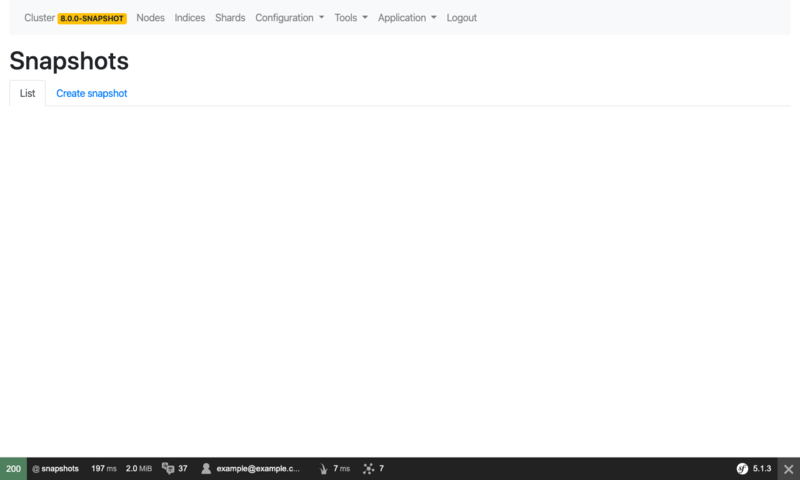 Cluster 8.0.0-SNAPSHOT Nodes Indices Shards Configuration Tools Application Logout
Snapshots
List Create snapshot
200 @ snapshots 197 ms 2.0 MiB 37 example@example.c... 7 ms 7 sf 5.1.3